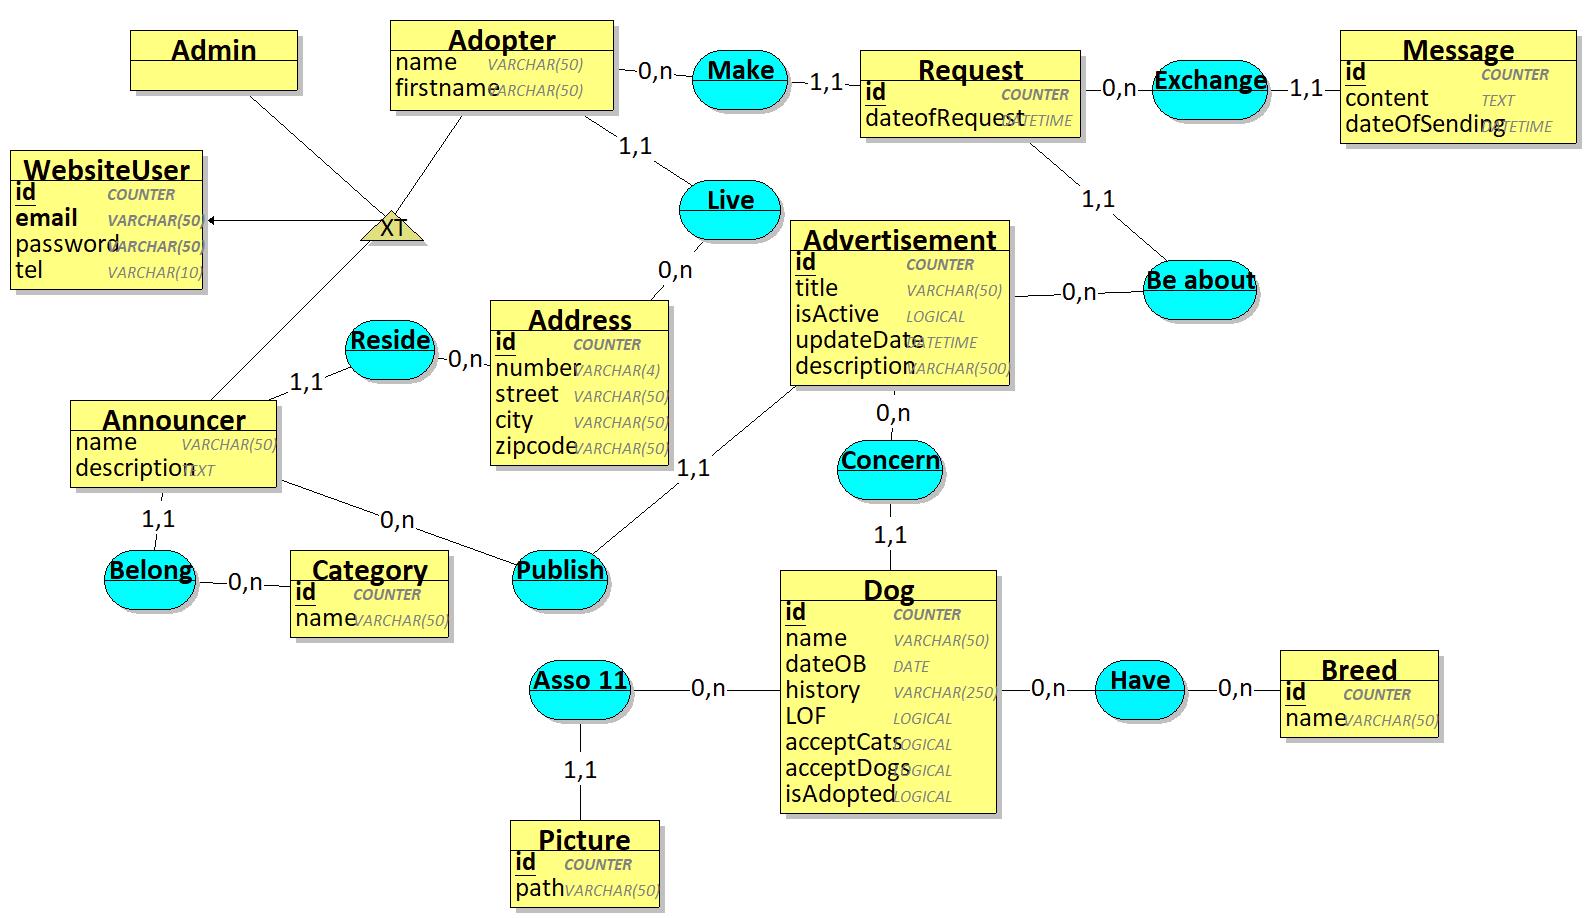 Admin
Adopter
name VARCHAR(50)
firstname VARCHAR(50)
0,n
Make
1,1
Request
id COUNTER
dateofRequest DATETIME
0,n
Exchange
1,1
Message
id COUNTER
content TEXT
dateOfSending DATETIME
WebsiteUser
id COUNTER
email VARCHAR(50)
password VARCHAR(50)
tel VARCHAR(10)
XT
1,1
Live
0,n
1,1
Be about
0,n
Advertisement
id COUNTER
title VARCHAR(50)
isActive LOGICAL
updateDate DATETIME
description VARCHAR(500)
Reside
1,1
0,n
Address
id COUNTER
number VARCHAR(4)
street VARCHAR(50)
city VARCHAR(50)
zipcode VARCHAR(50)
Announcer
name VARCHAR(50)
description TEXT
0,n
1,1
Publish
0,n
Concern
1,1
1,1
Belong
0,n
Category
id COUNTER
name VARCHAR(50)
Dog
id COUNTER
name VARCHAR(50)
dateOB DATE
history VARCHAR(250)
LOF LOGICAL
acceptCats LOGICAL
acceptDogs LOGICAL
isAdopted LOGICAL
Asso 11
0,n
1,1
0,n
Have
0,n
Breed
id COUNTER
name VARCHAR(50)
Picture
id COUNTER
path VARCHAR(50)